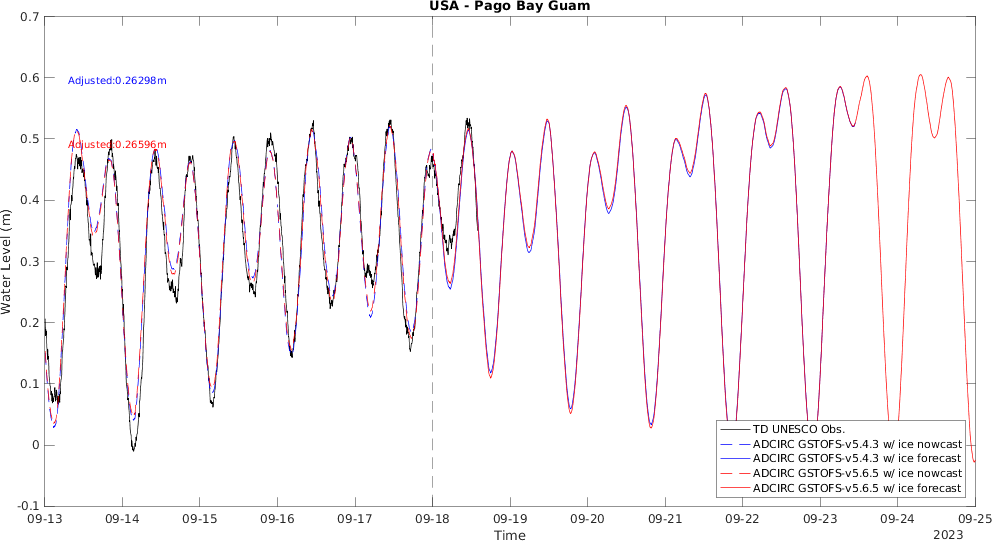 USA - Pago Bay Guam
Water Level (m)
0.7
0.6
0.5
0.4
0.3
0.2
0.1
0
-0.1
Adjusted:0.26298m
Adjusted:0.26596m
TD UNESCO Obs.
ADCIRC GSTOFS-v5.4.3 w/ ice nowcast
ADCIRC GSTOFS-v5.4.3 w/ ice forecast
ADCIRC GSTOFS-v5.6.5 w/ ice nowcast
ADCIRC GSTOFS-v5.6.5 w/ ice forecast
09-13 09-14 09-15 09-16 09-17 09-18 09-19 09-20 09-21 09-22 09-23 09-24 09-25
Time
2023